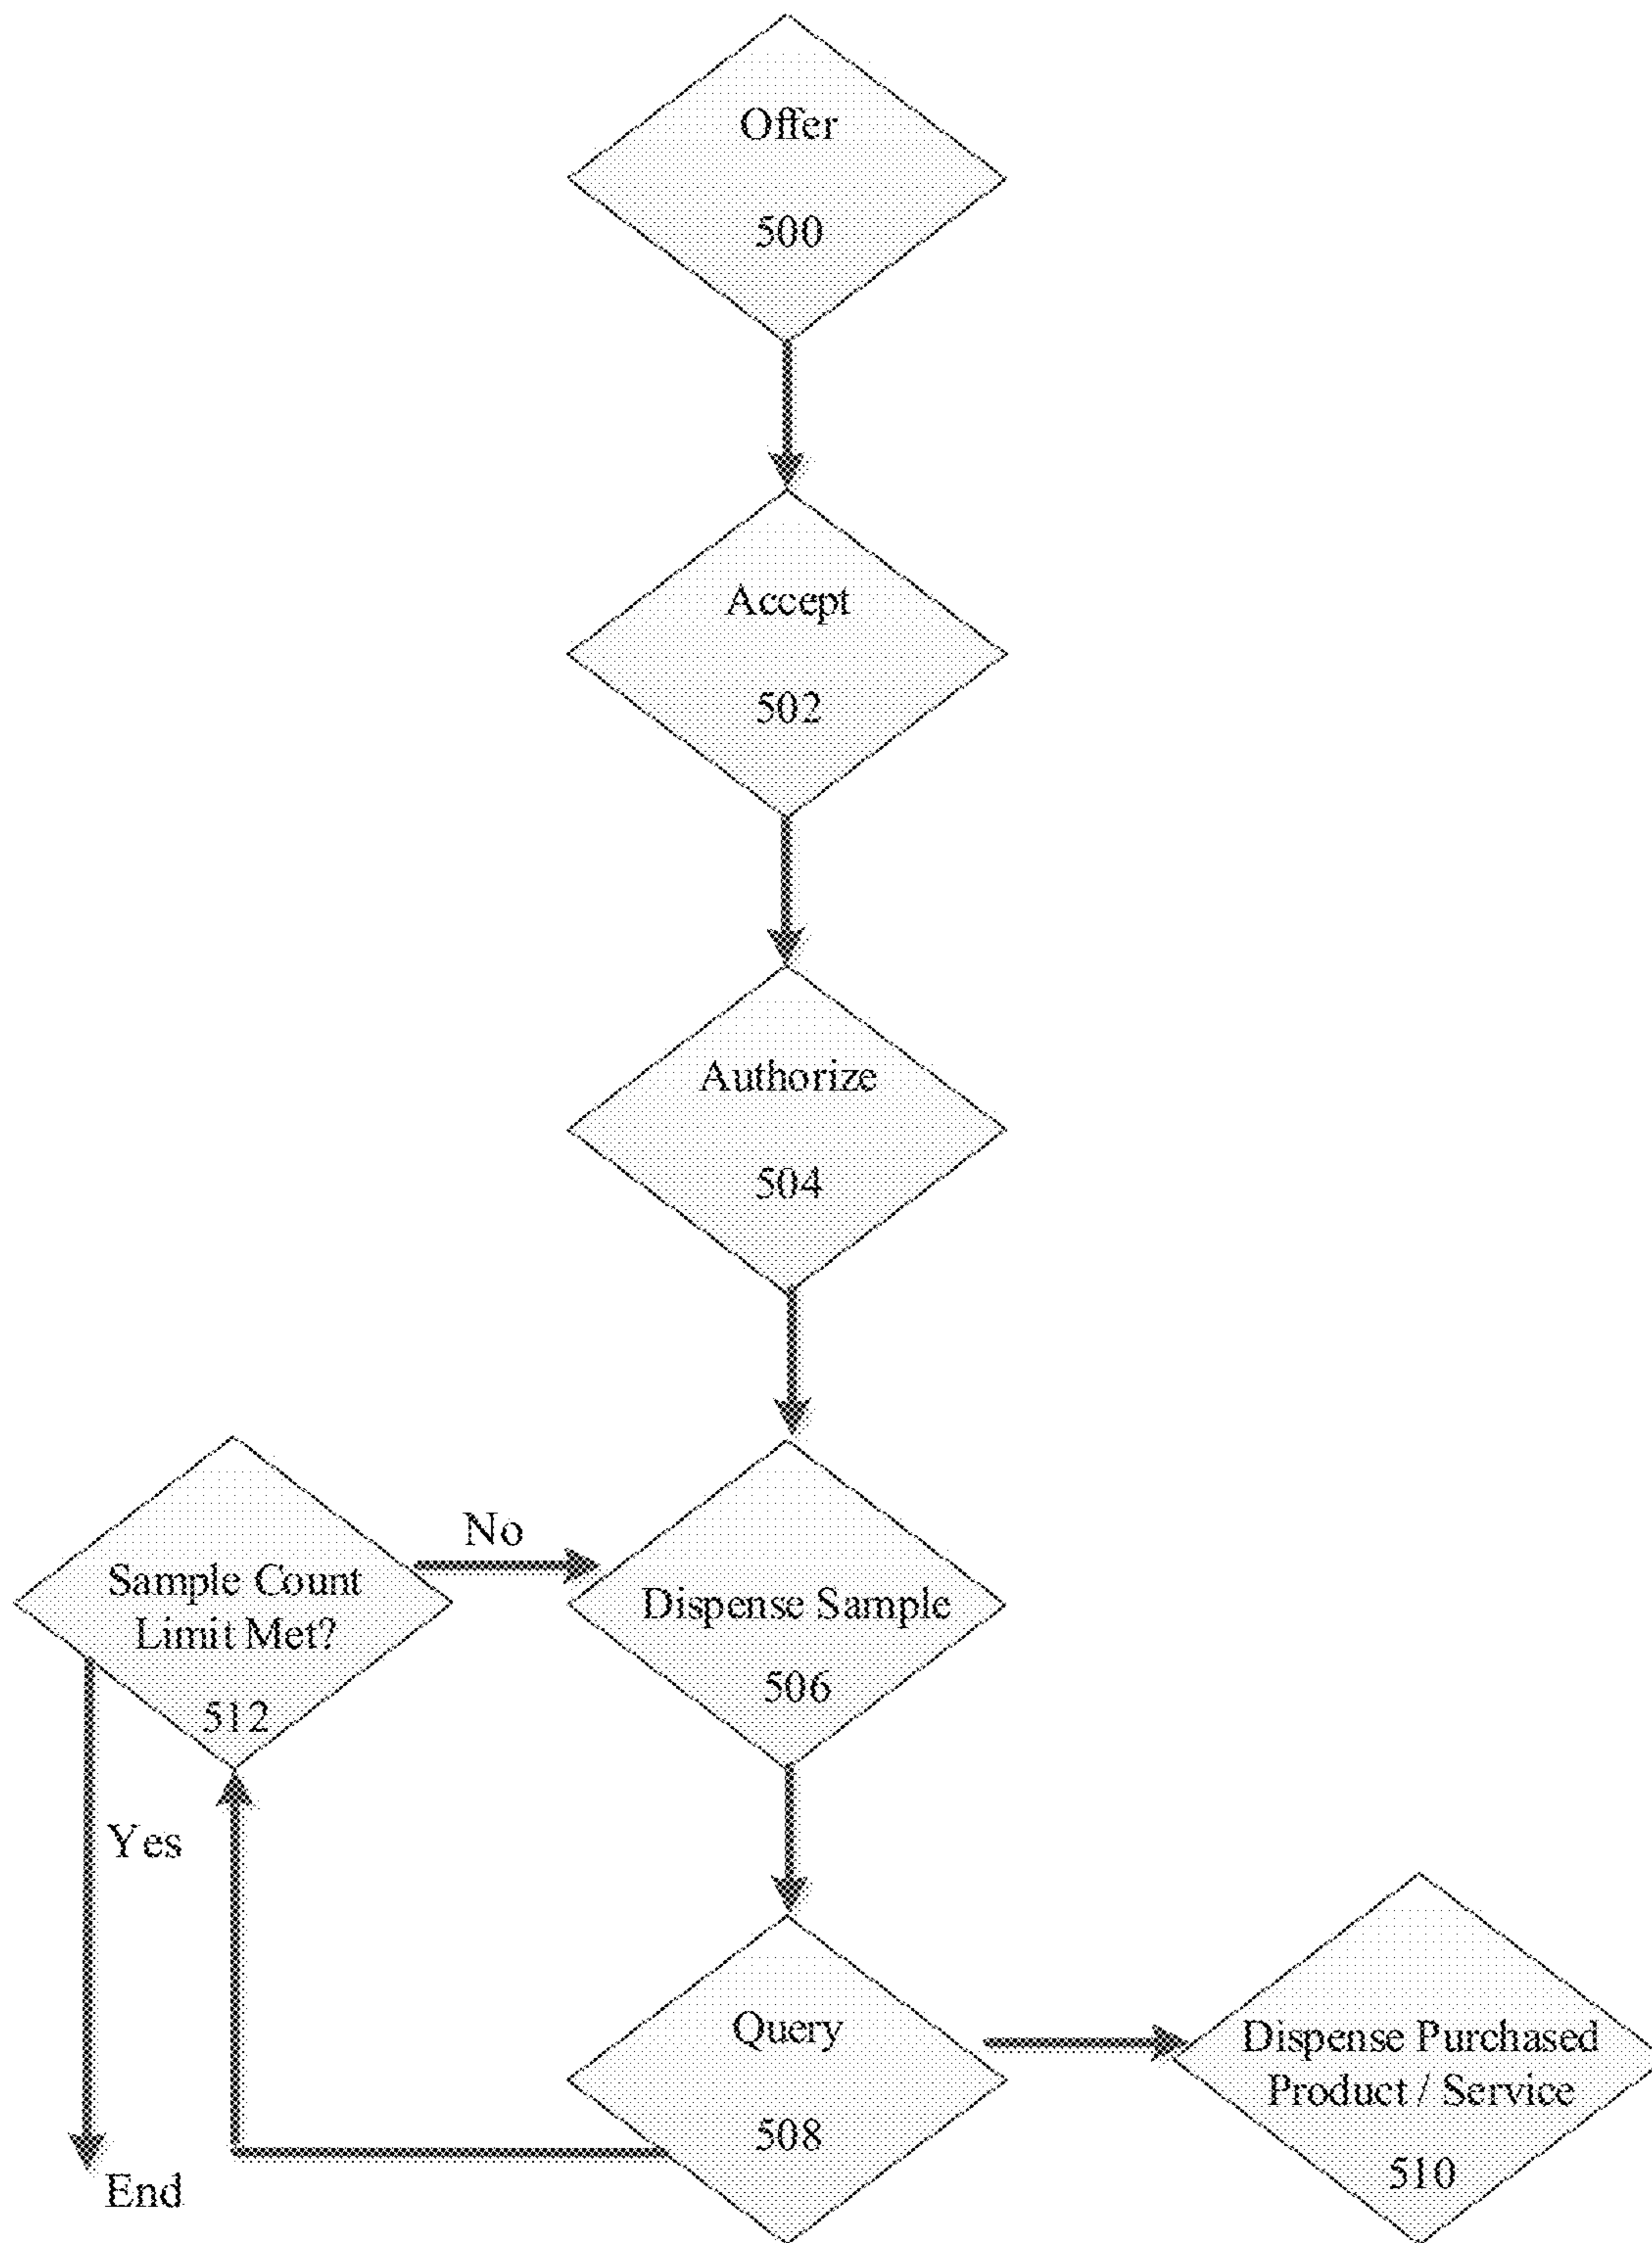 Offer
500
Accept
502
Authorize
504
No
Sample Count
Limit Met?
512
Dispense Sample
506
Yes
Query
508
Dispense Purchased
Product / Service
510
End